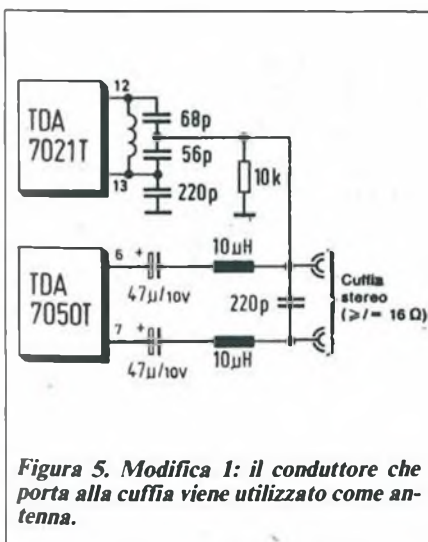 12
TDA
7021T
68p
56p
13
220p
10k
10µH
TDA
7050T
6
+
47µ/10V
220p
Cuffia
stereo
(≥/= 16 Ω)
7
+
47µ/10V
10µH
Figura 5. Modifica 1: il conduttore che
porta alla cuffia viene utilizzato come an-
tenna.